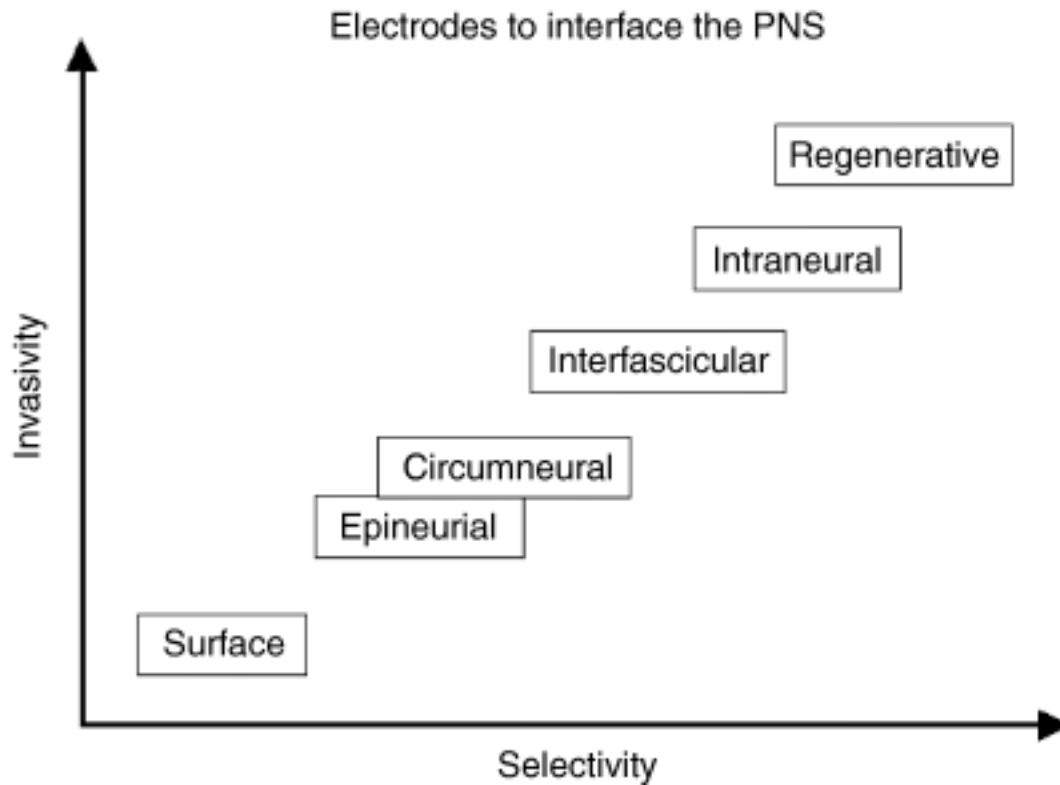 Electrodes to interface the PNS
Regenerative
Intraneural
Interfascicular
Circumneural
Epineurial
Surface
Invasivity
Selectivity